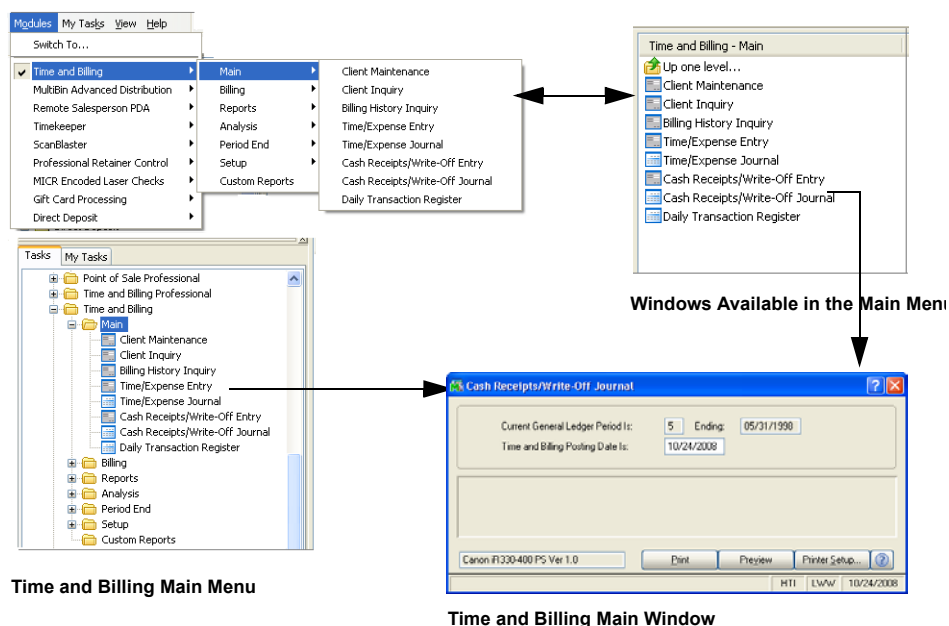 Modules My Tasks View Help
Switch To...
Time and Billing
MultiBin Advanced Distribution
Remote Salesperson PDA
Timekeeper
ScanBlaster
Professional Retainer Control
MICR Encoded Laser Checks
Gift Card Processing
Direct Deposit
Main
Billing
Reports
Analysis
Period End
Setup
Custom Reports
Client Maintenance
Client Inquiry
Billing History Inquiry
Time/Expense Entry
Time/Expense Journal
Cash Receipts/Write-Off Entry
Cash Receipts/Write-Off Journal
Daily Transaction Register
Time and Billing - Main
Up one level...
Client Maintenance
Client Inquiry
Billing History Inquiry
Time/Expense Entry
Time/Expense Journal
Cash Receipts/Write-Off Entry
Cash Receipts/Write-Off Journal
Daily Transaction Register
Windows Available in the Main Menu
Tasks My Tasks
Point of Sale Professional
Time and Billing Professional
Time and Billing
Main
Client Maintenance
Client Inquiry
Billing History Inquiry
Time/Expense Entry
Time/Expense Journal
Cash Receipts/Write-Off Entry
Cash Receipts/Write-Off Journal
Daily Transaction Register
Billing
Reports
Analysis
Period End
Setup
Custom Reports
Time and Billing Main Menu
Cash Receipts/Write-Off Journal
Current General Ledger Period Is: 5 Ending: 05/31/1998
Time and Billing Posting Date Is: 10/24/2008
Canon iR330-400 PS Ver 1.0 Print Preview Printer Setup...
HTI LWW 10/24/2008
Time and Billing Main Window